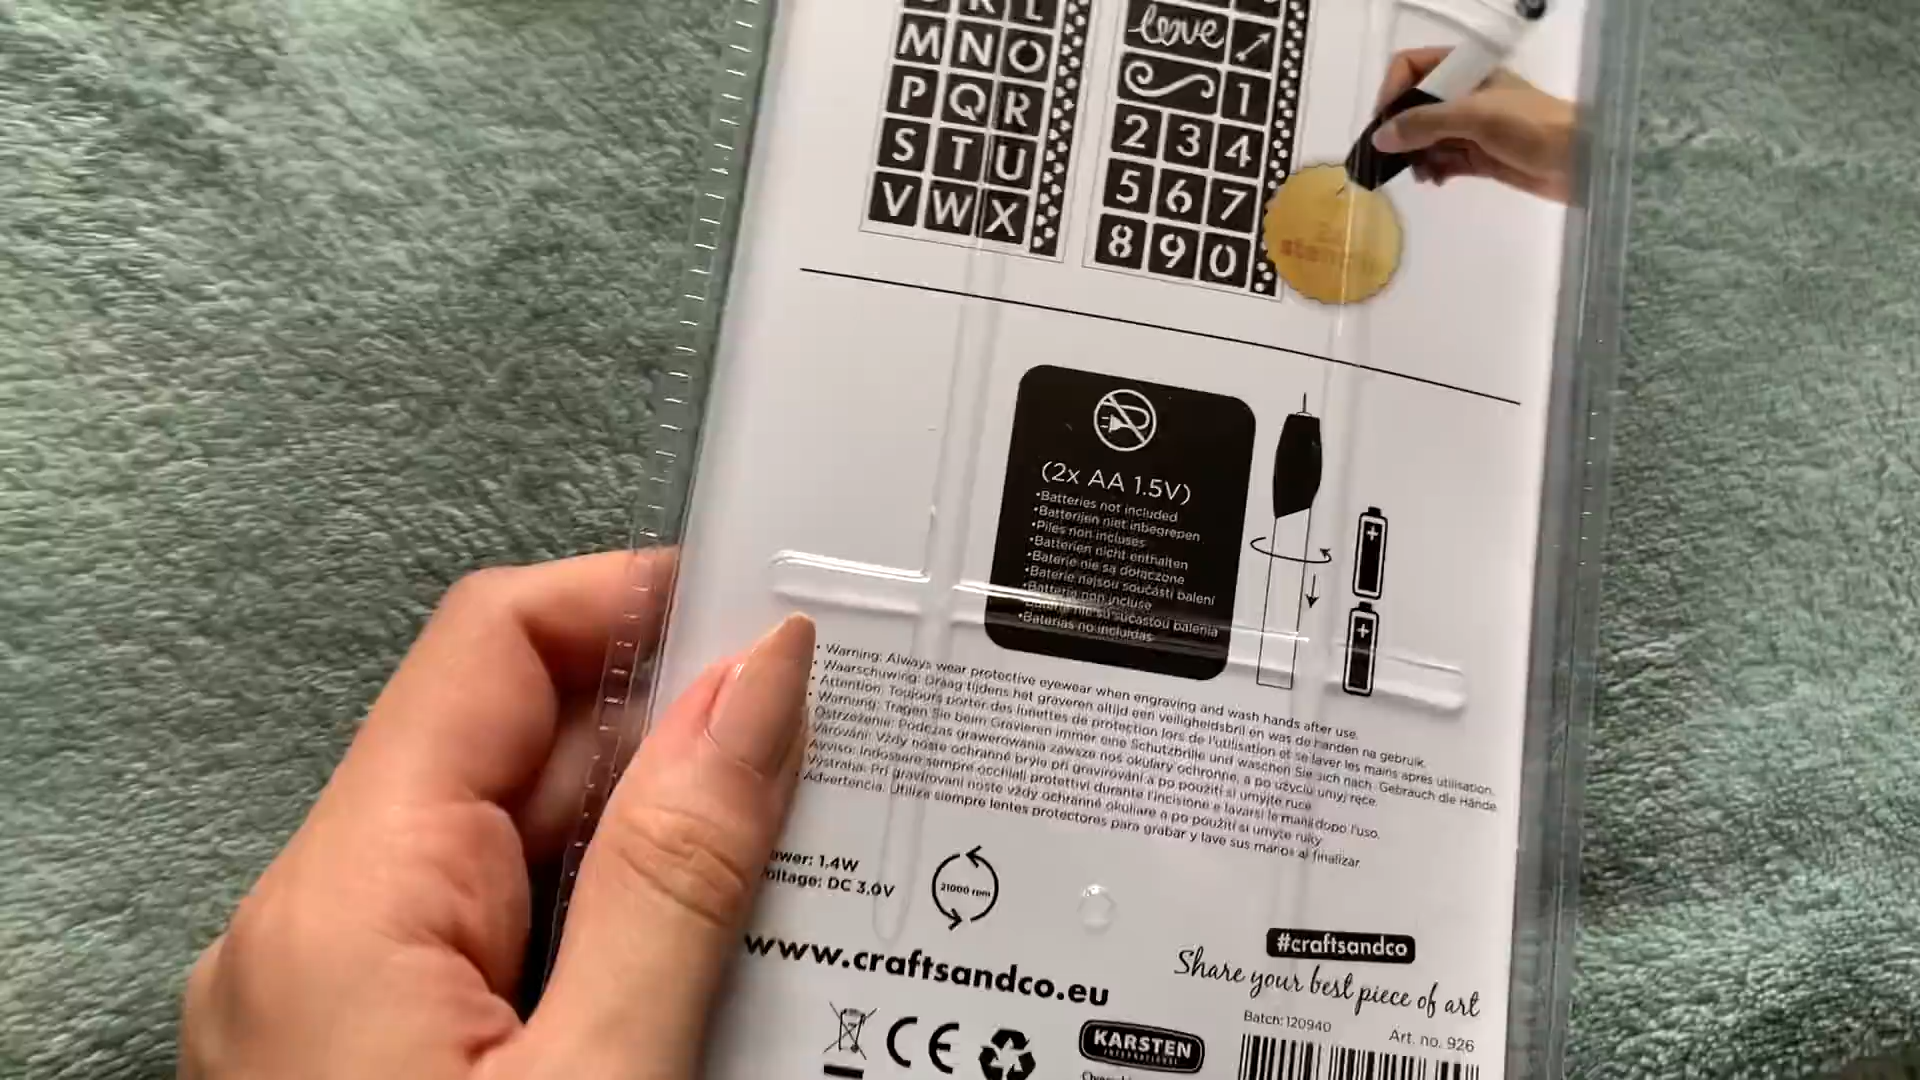 M N O
P Q R
S T U
V W X
love
1
2 3 4
5 6 7
8 9 0
(2x AA 1.5V)
•Batteries not included
•Batterijen niet inbegrepen
•Piles non incluses
•Batterien nicht enthalten
•Baterie nie są dołączone
•Baterie nejsou součástí balení
•Batteria non incluse
•Batérie nie sú súčasťou balenia
•Baterías no incluidas
• Warning: Always wear protective eyewear when engraving and wash hands after use.
• Waarschuwing: Draag tijdens het graveren altijd een veiligheidsbril en was de handen na gebruik.
• Attention: Toujours porter des lunettes de protection lors de l'utilisation et se laver les mains après utilisation.
• Warnung: Tragen Sie beim Gravieren immer eine Schutzbrille und waschen Sie sich nach Gebrauch die Hände.
Ostrzeżenie: Podczas grawerowania zawsze noś okulary ochronne, a po użyciu umyj ręce.
Varování: Vždy noste ochranné brýle při gravírování a po použití si umyjte ruce.
Avviso: Indossare sempre occhiali protettivi durante l'incisione e lavarsi le mani dopo l'uso.
Výstraha: Pri gravírovaní noste vždy ochranné okuliare a po použití si umyte ruky
• Advertencia: Utilize siempre lentes protectores para grabar y lave sus manos al finalizar.
ower: 1,4W
oltage: DC 3,0V
21000 rpm
www.craftsandco.eu
#craftsandco
Share your best piece of art
Batch: 120940
Art. no. 926
CE
KARSTEN
INTERNATIONAL